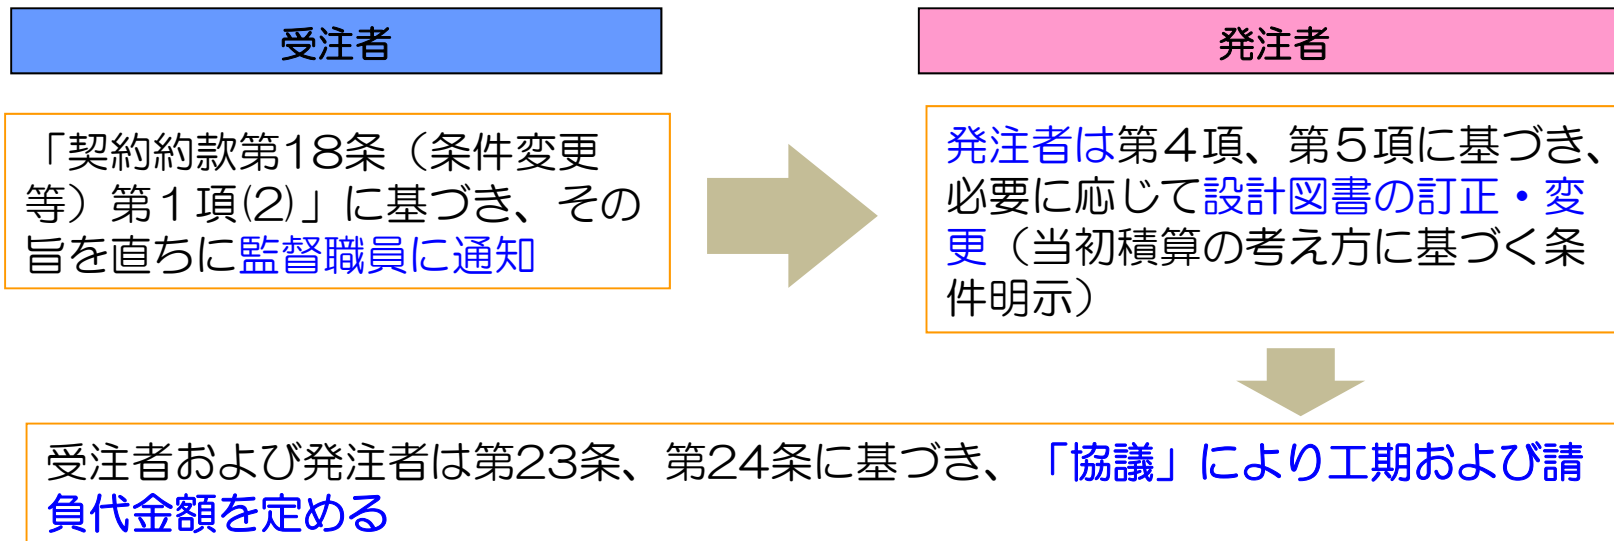 受注者
発注者
「契約約款第18条（条件変更
等）第１項(2)」に基づき、その
旨を直ちに監督職員に通知
発注者は第４項、第５項に基づき、
必要に応じて設計図書の訂正・変
更（当初積算の考え方に基づく条
件明示）
受注者および発注者は第23条、第24条に基づき、「協議」により工期および請
負代金額を定める